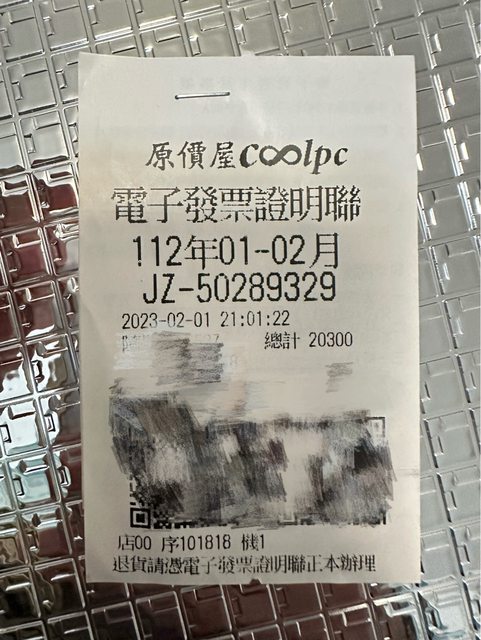 原價屋coolpc
電子發票證明聯
112年01-02月
JZ-50289329
2023-02-01 21:01:22
總計 20300
店00 序101818 機1
退貨請憑電子發票證明聯正本辦理